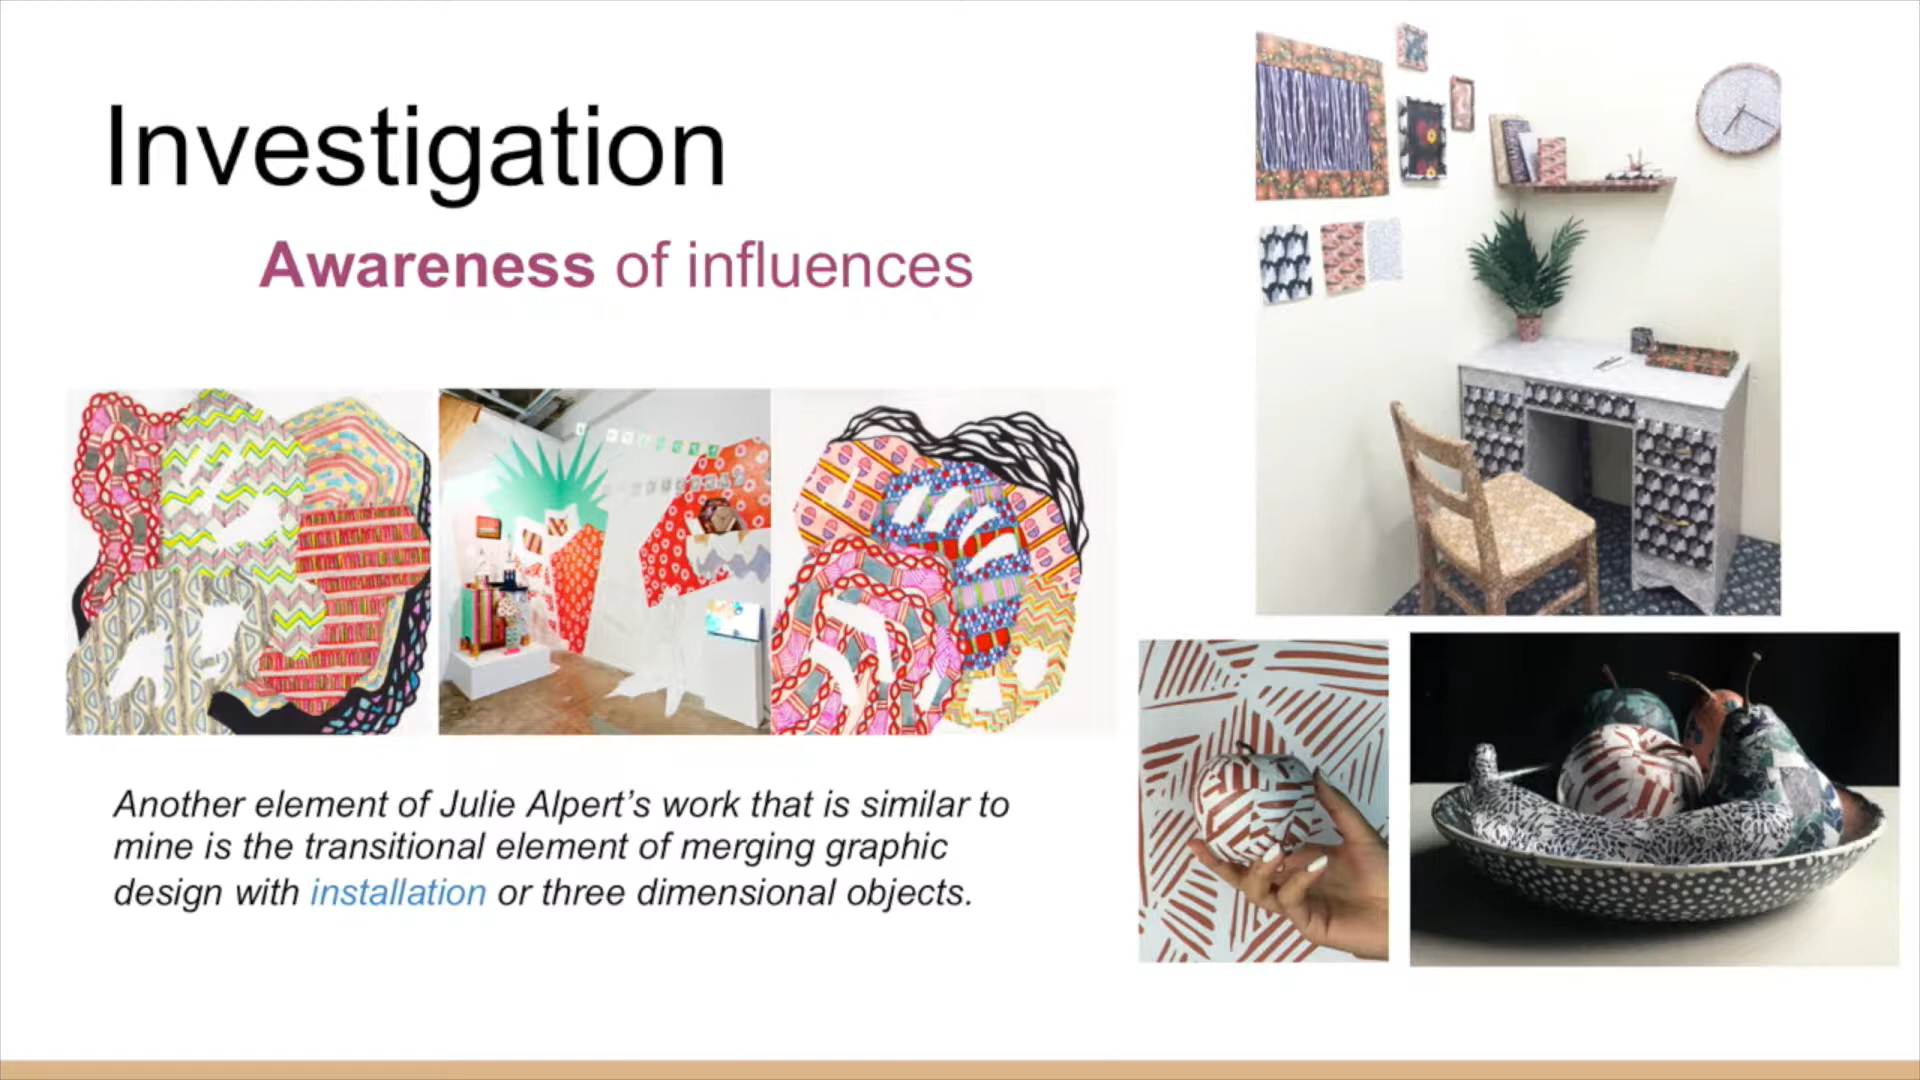 Investigation
Awareness of influences
Another element of Julie Alpert’s work that is similar to
mine is the transitional element of merging graphic
design with installation or three dimensional objects.